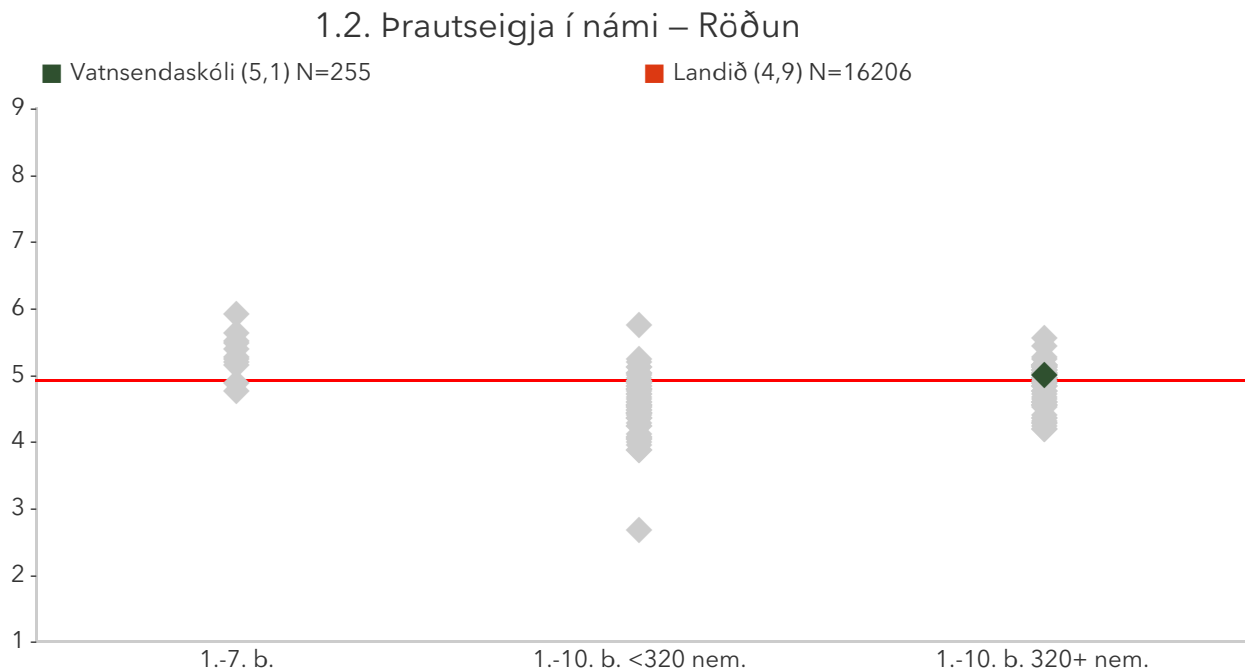 1.2. Þrautseigja í námi – Röðun
Vatnsendaskóli (5,1) N=255
Landið (4,9) N=16206
9
8
7
6
5
4
3
2
1
1.-7. b.
1.-10. b. <320 nem.
1.-10. b. 320+ nem.